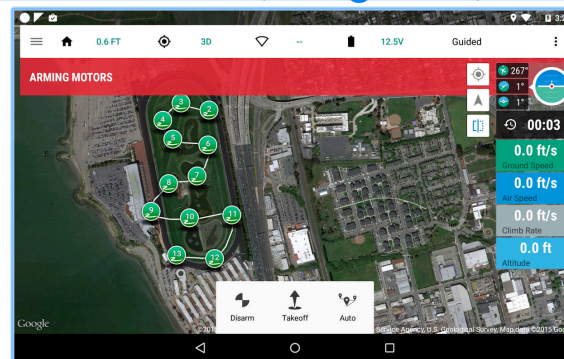 0.6 FT 3D -- 12.5V Guided
ARMING MOTORS
267°
1°
1°
00:03
0.0 ft/s
Ground Speed
0.0 ft/s
Air Speed
0.0 ft/s
Climb Rate
0.0 ft
Altitude
3
2
4
5
6
7
8
9
10
11
12
13
Disarm Takeoff Auto
Google
Service Agency, U.S. Geological Survey, Map data ©2015